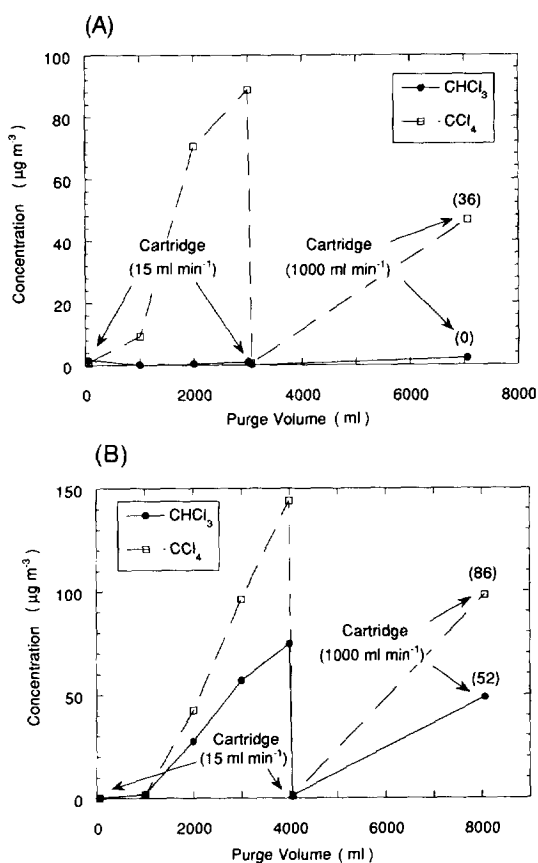 (A)
100
80
60
40
20
0
Concentration ( µg m⁻³ )
CHCl₃
CCl₄
(36)
Cartridge
(15 ml min⁻¹)
Cartridge
(1000 ml min⁻¹)
(0)
0 2000 4000 6000 8000
Purge Volume ( ml )
(B)
150
100
50
0
Concentration ( µg m⁻³ )
CHCl₃
CCl₄
(86)
Cartridge
(1000 ml min⁻¹)
(52)
Cartridge
(15 ml min⁻¹)
0 2000 4000 6000 8000
Purge Volume ( ml )